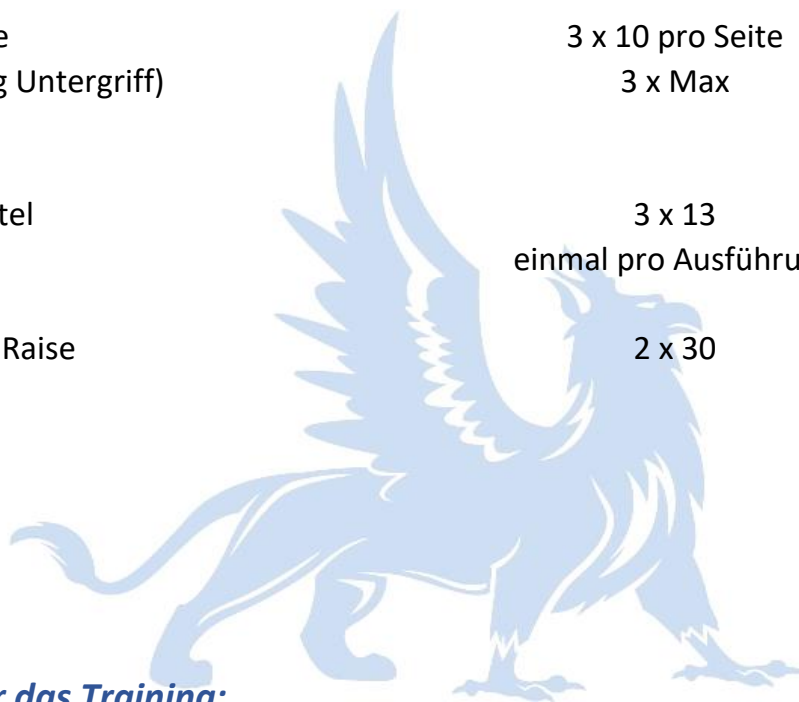 e 3 x 10 pro Seite
g Untergriff) 3 x Max
tel 3 x 13
einmal pro Ausführu
Raise 2 x 30
r das Training: